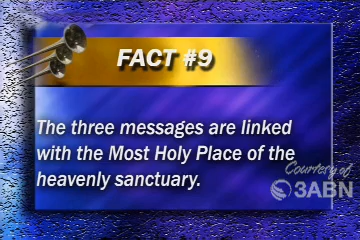 FACT #9
The three messages are linked
with the Most Holy Place of the
heavenly sanctuary.
Courtesy of
3ABN